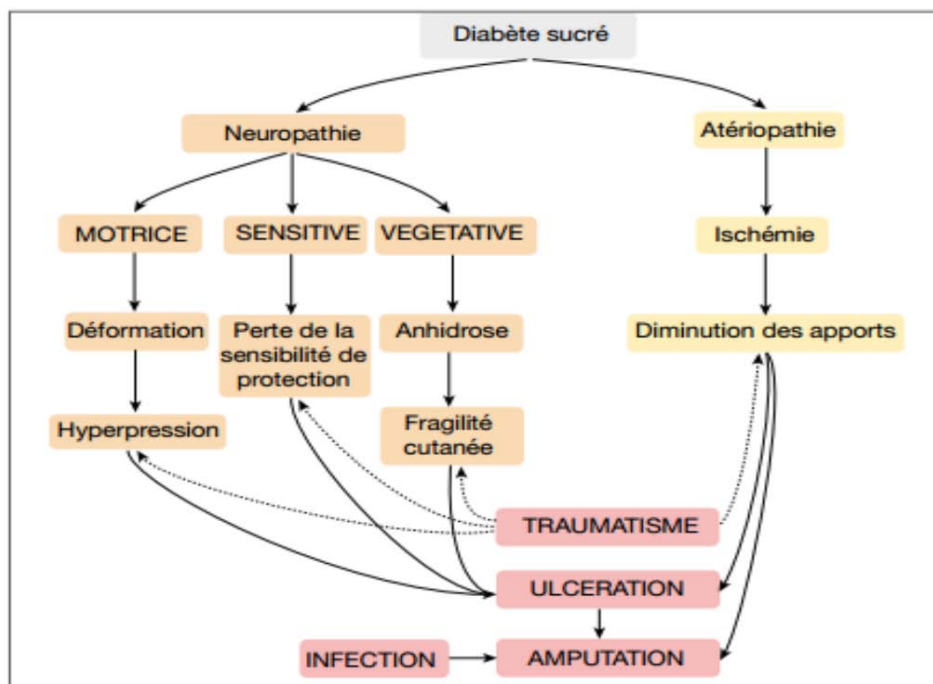 Diabète sucré
Neuropathie
Atériopathie
MOTRICE
SENSITIVE
VEGETATIVE
Ischémie
Déformation
Perte de la
sensibilité de
protection
Anhidrose
Diminution des apports
Hyperpression
Fragilité
cutanée
TRAUMATISME
ULCERATION
INFECTION
AMPUTATION